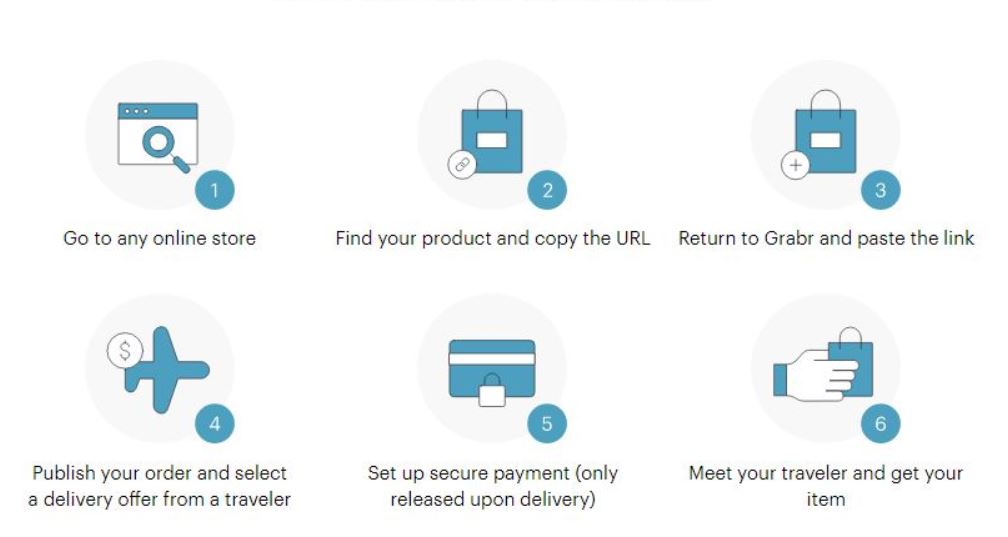 1
Go to any online store
2
Find your product and copy the URL
3
Return to Grabr and paste the link
$
4
Publish your order and select
a delivery offer from a traveler
5
Set up secure payment (only
released upon delivery)
6
Meet your traveler and get your
item